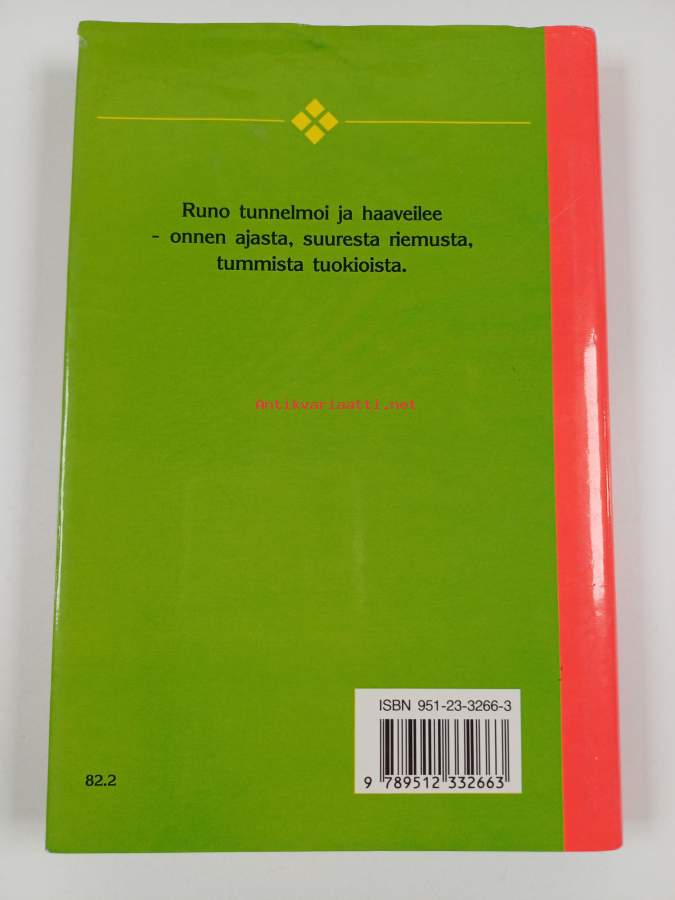 Runo tunnelmoi ja haaveilee
- onnen ajasta, suuresta riemusta,
tummista tuokioista.
Antikvariaatti.net
ISBN 951-23-3266-3
9 789512 332663
82.2